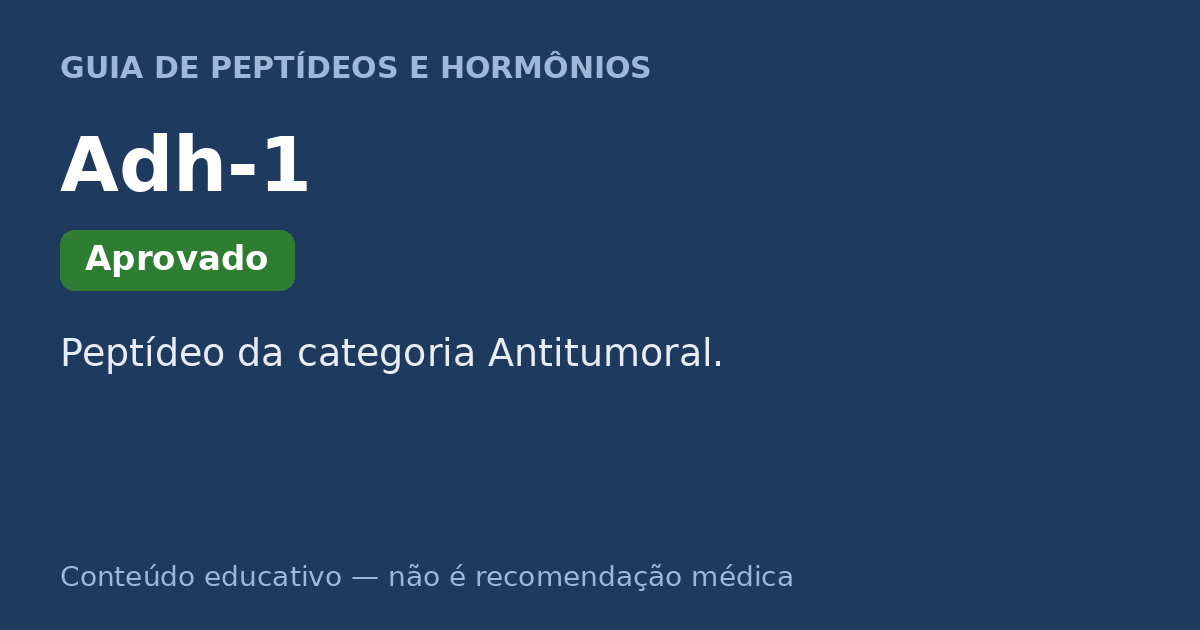 GUIA DE PEPTÍDEOS E HORMÔNIOS
Adh-1
Aprovado
Peptídeo da categoria Antitumoral.
Conteúdo educativo — não é recomendação médica